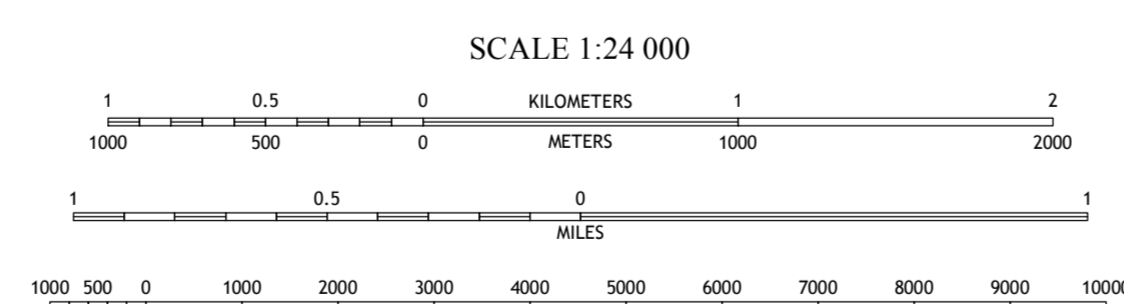 SCALE 1:24 000
1 0.5 0 KILOMETERS 1 2
1000 500 0 METERS 1000 2000
1 0.5 0 1
MILES
1000 500 0 1000 2000 3000 4000 5000 6000 7000 8000 9000 10000